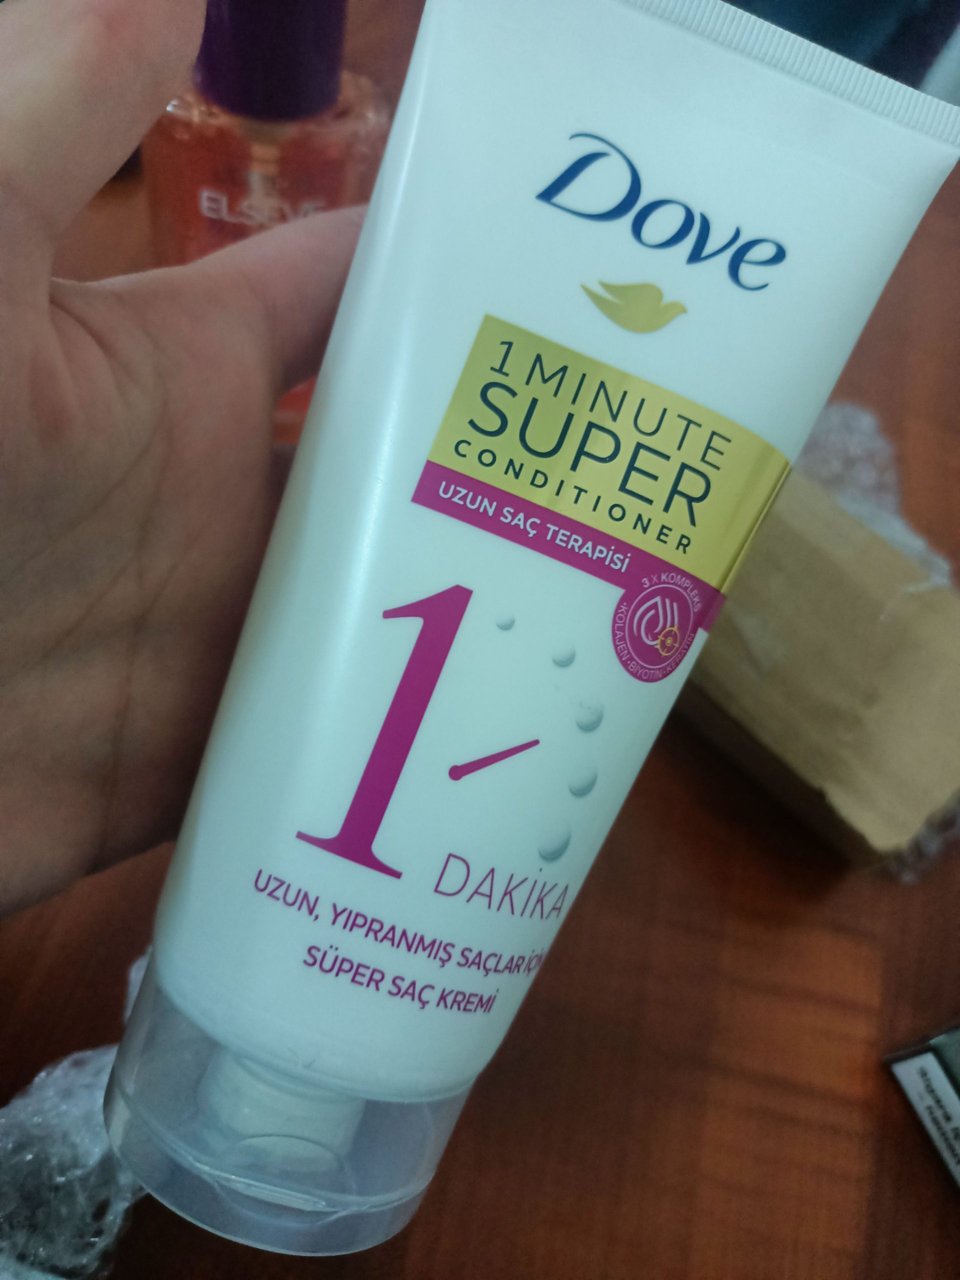 Dove
1 MINUTE
SUPER
CONDITIONER
UZUN SAÇ TERAPİSİ
3 X KOMPLEKS
·KOLAJEN·BİYOTİN·KERATİN
1
DAKİKA
UZUN, YIPRANMIŞ SAÇLAR İÇİN
SÜPER SAÇ KREMİ